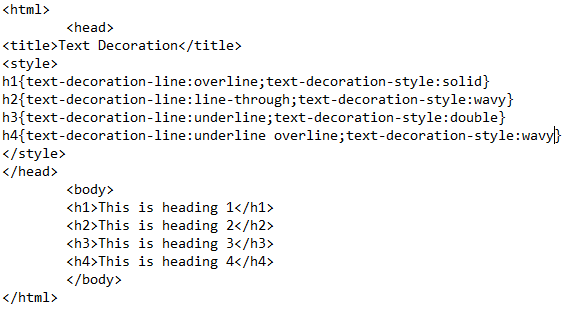 <html>
<head>
<title>Text Decoration</title>
<style>
h1{text-decoration-line:overline;text-decoration-style:solid}
h2{text-decoration-line:line-through;text-decoration-style:wavy}
h3{text-decoration-line:underline;text-decoration-style:double}
h4{text-decoration-line:underline overline;text-decoration-style:wavy}
</style>
</head>
<body>
<h1>This is heading 1</h1>
<h2>This is heading 2</h2>
<h3>This is heading 3</h3>
<h4>This is heading 4</h4>
</body>
</html>